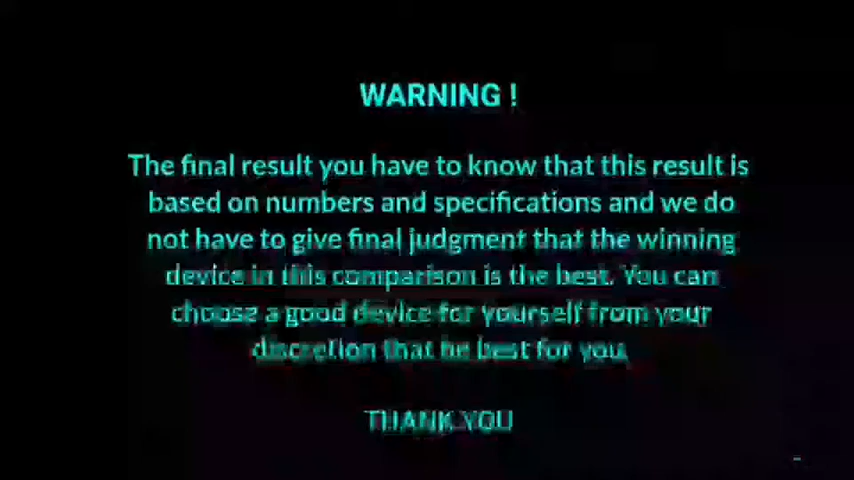 WARNING !
The final result you have to know that this result is
based on numbers and specifications and we do
not have to give final judgment that the winning
device in this comparison is the best. You can
choose a good device for yourself from your
discretion that be best for you.
THANK YOU